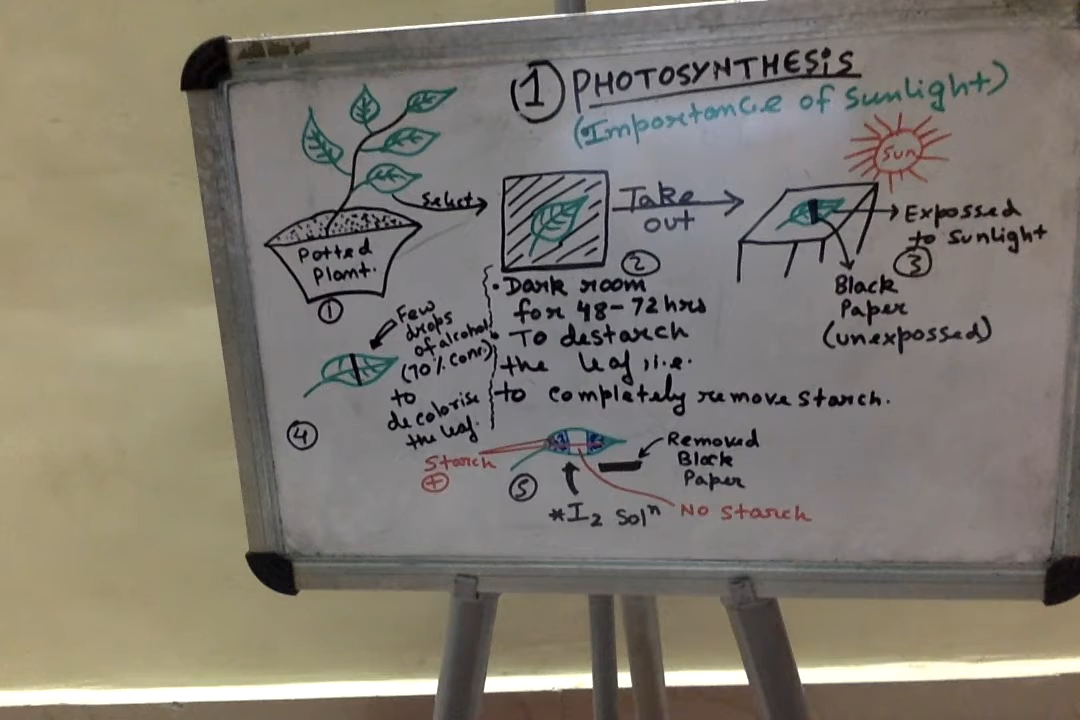 ① PHOTOSYNTHESIS
(Importance of Sunlight)
Potted
Plant.
①
Select
②
Take
out
Sun
Expossed
to Sunlight
③
Black
Paper
(unexpossed)
• Dark room
for 48-72 hrs
• To destarch
the leaf, i.e.
to completely remove starch.
Few
drops
of alcohol
(70% conc.)
to
decolorise
the leaf.
④
Starch
+
⑤
Removed
Black
Paper
*I₂ Solⁿ
No starch